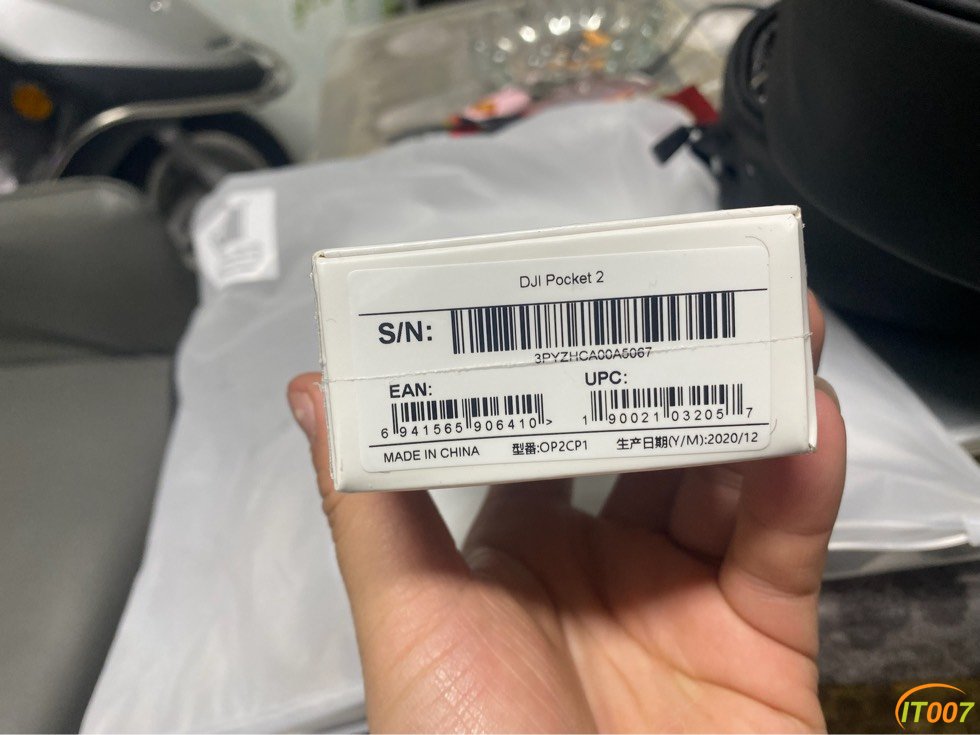 DJI Pocket 2
S/N:
3PYZHCA00A5067
EAN:
6 941565 906410 >
UPC:
1 90021 03205 7
MADE IN CHINA 型番:OP2CP1 生产日期(Y/M):2020/12
IT007